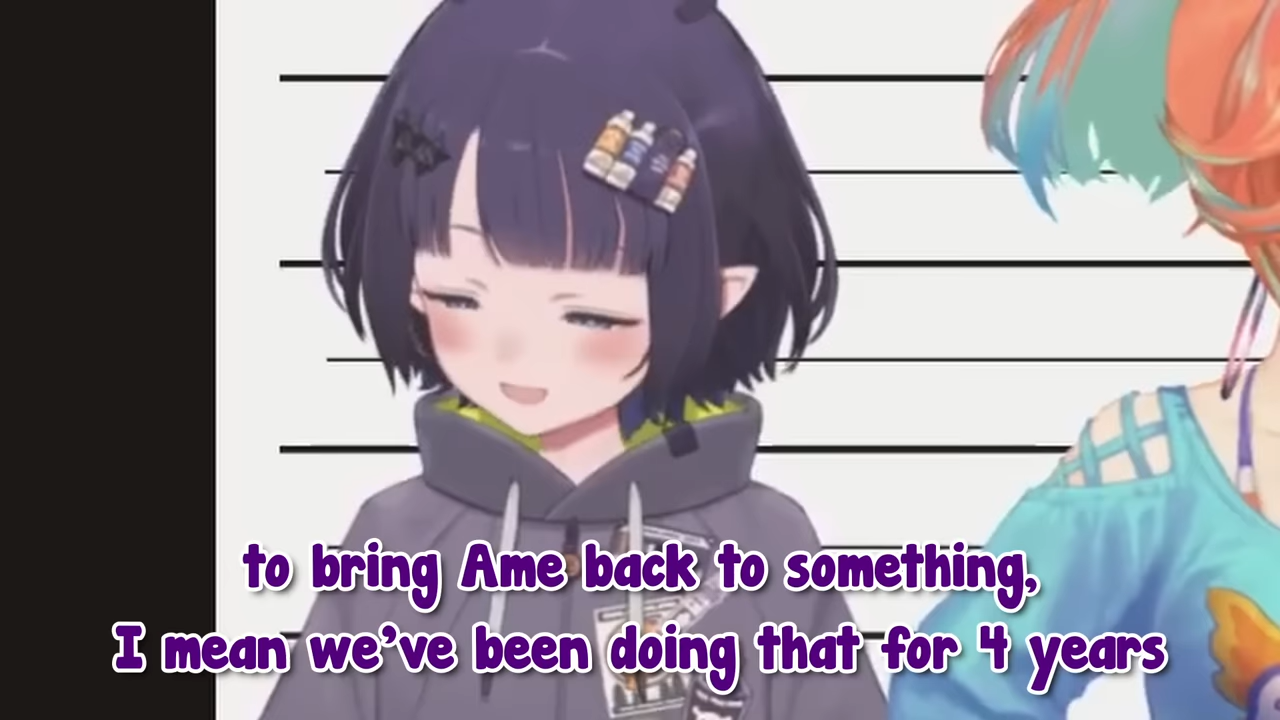 to bring Ame back to something,
I mean we've been doing that for 4 years